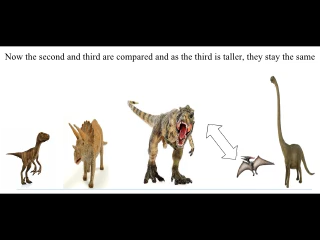 Now the second and third are compared and as the third is taller, they stay the same